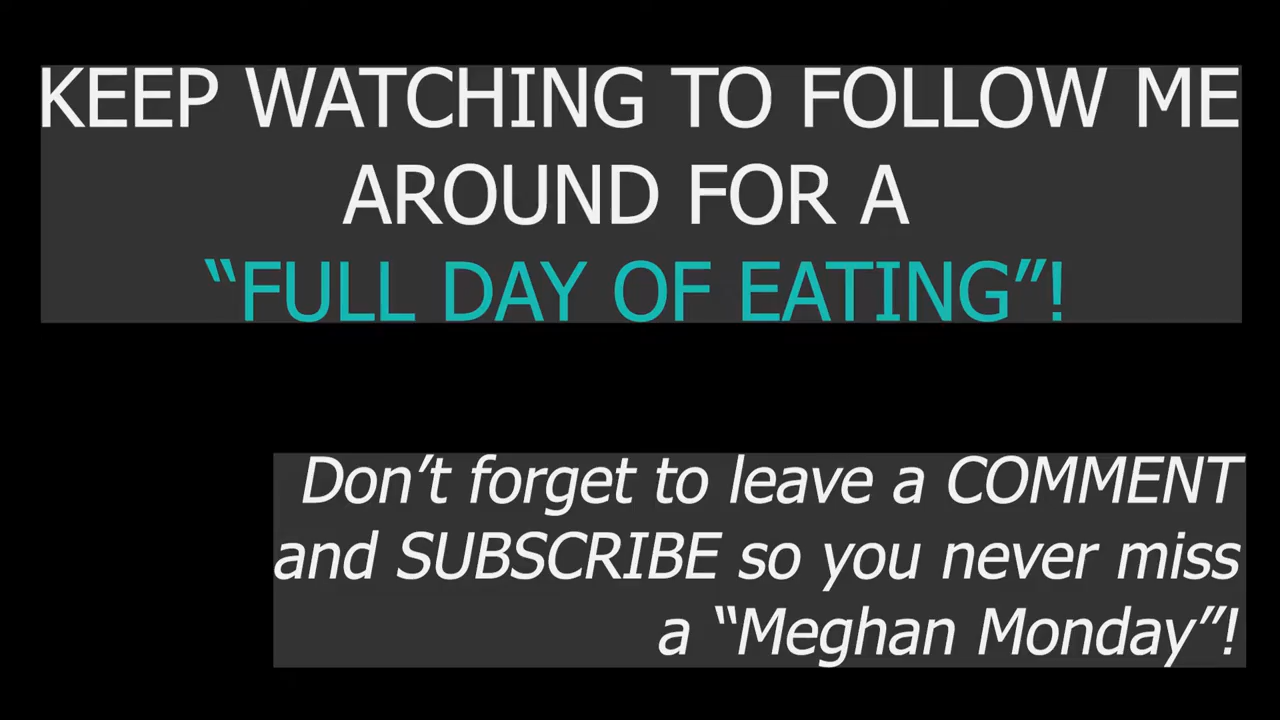 KEEP WATCHING TO FOLLOW ME
AROUND FOR A
“FULL DAY OF EATING”!
Don’t forget to leave a COMMENT
and SUBSCRIBE so you never miss
a “Meghan Monday”!